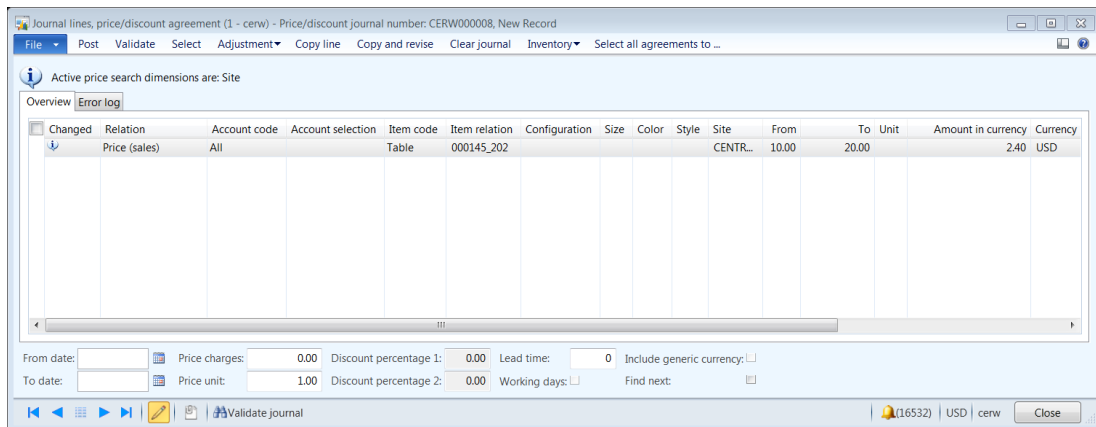 Journal lines, price/discount agreement (1 - cerw) - Price/discount journal number: CERW000008, New Record
File Post Validate Select Adjustment Copy line Copy and revise Clear journal Inventory Select all agreements to ...
Active price search dimensions are: Site
Overview Error log
Changed Relation Account code Account selection Item code Item relation Configuration Size Color Style Site From To Unit Amount in currency Currency
Price (sales) All Table 000145_202 CENTR... 10.00 20.00 2.40 USD
From date: Price charges: 0.00 Discount percentage 1: 0.00 Lead time: 0 Include generic currency:
To date: Price unit: 1.00 Discount percentage 2: 0.00 Working days: Find next:
Validate journal (16532) USD cerw Close